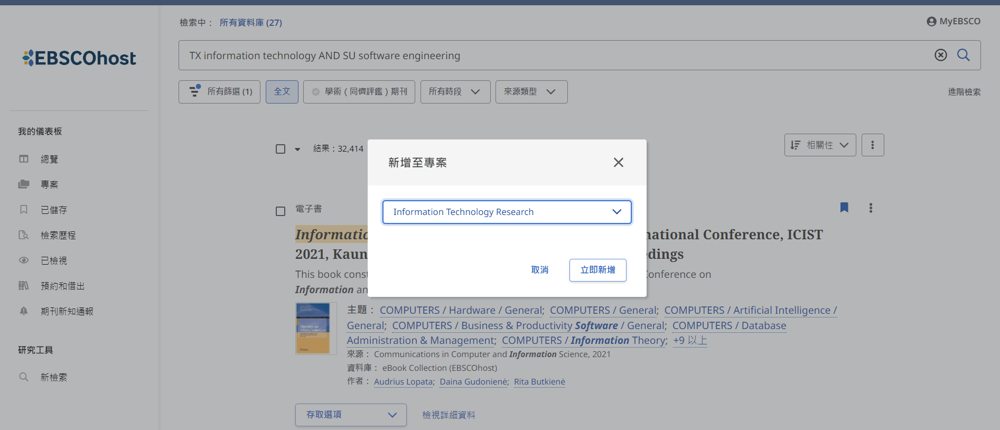 檢索中： 所有資料庫 (27)
MyEBSCO
EBSCOhost
TX information technology AND SU software engineering
所有篩選 (1)
全文
學術 ( 同儕評鑑 ) 期刊
所有時段
來源類型
進階檢索
我的儀表板
總覽
專案
已儲存
檢索歷程
已檢視
預約和借出
期刊新知通報
研究工具
新檢索
結果：32,414
相關性
新增至專案
Information Technology Research
取消
立即新增
電子書
national Conference, ICIST
2021,
This book
Conference on
Information
主題： COMPUTERS / Hardware / General; COMPUTERS / General; COMPUTERS / Artificial Intelligence /
General; COMPUTERS / Business & Productivity Software / General; COMPUTERS / Database
Administration & Management; COMPUTERS / Information Theory; +9 以上
來源： Communications in Computer and Information Science, 2021
資料庫： eBook Collection (EBSCOhost)
作者： Audrius Lopata; Daina Gudonienė; Rita Butkienė
存取選項
檢視詳細資料